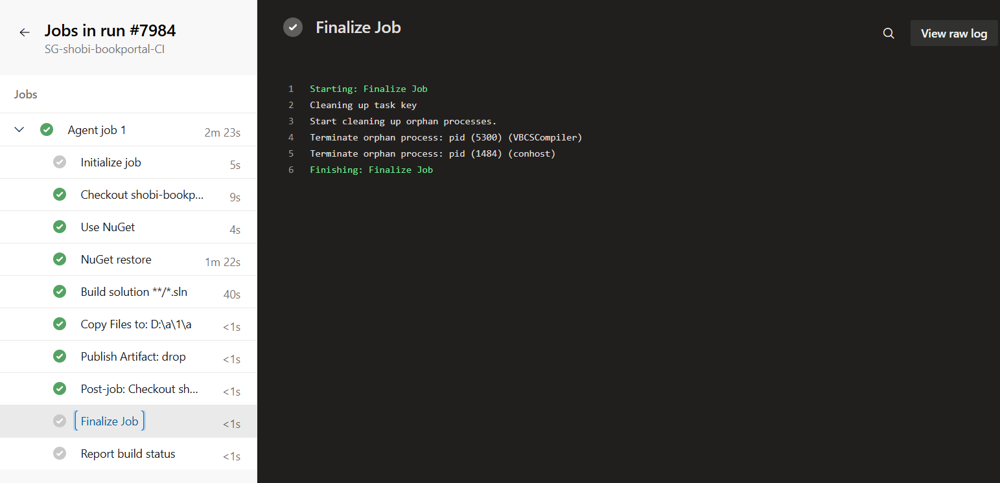 Jobs in run #7984
SG-shobi-bookportal-CI
Jobs
Agent job 1 2m 23s
Initialize job 5s
Checkout shobi-bookp... 9s
Use NuGet 4s
NuGet restore 1m 22s
Build solution **/*.sln 40s
Copy Files to: D:\a\1\a <1s
Publish Artifact: drop <1s
Post-job: Checkout sh... <1s
Finalize Job <1s
Report build status <1s
Finalize Job
View raw log
1 Starting: Finalize Job
2 Cleaning up task key
3 Start cleaning up orphan processes.
4 Terminate orphan process: pid (5300) (VBCSCompiler)
5 Terminate orphan process: pid (1484) (conhost)
6 Finishing: Finalize Job